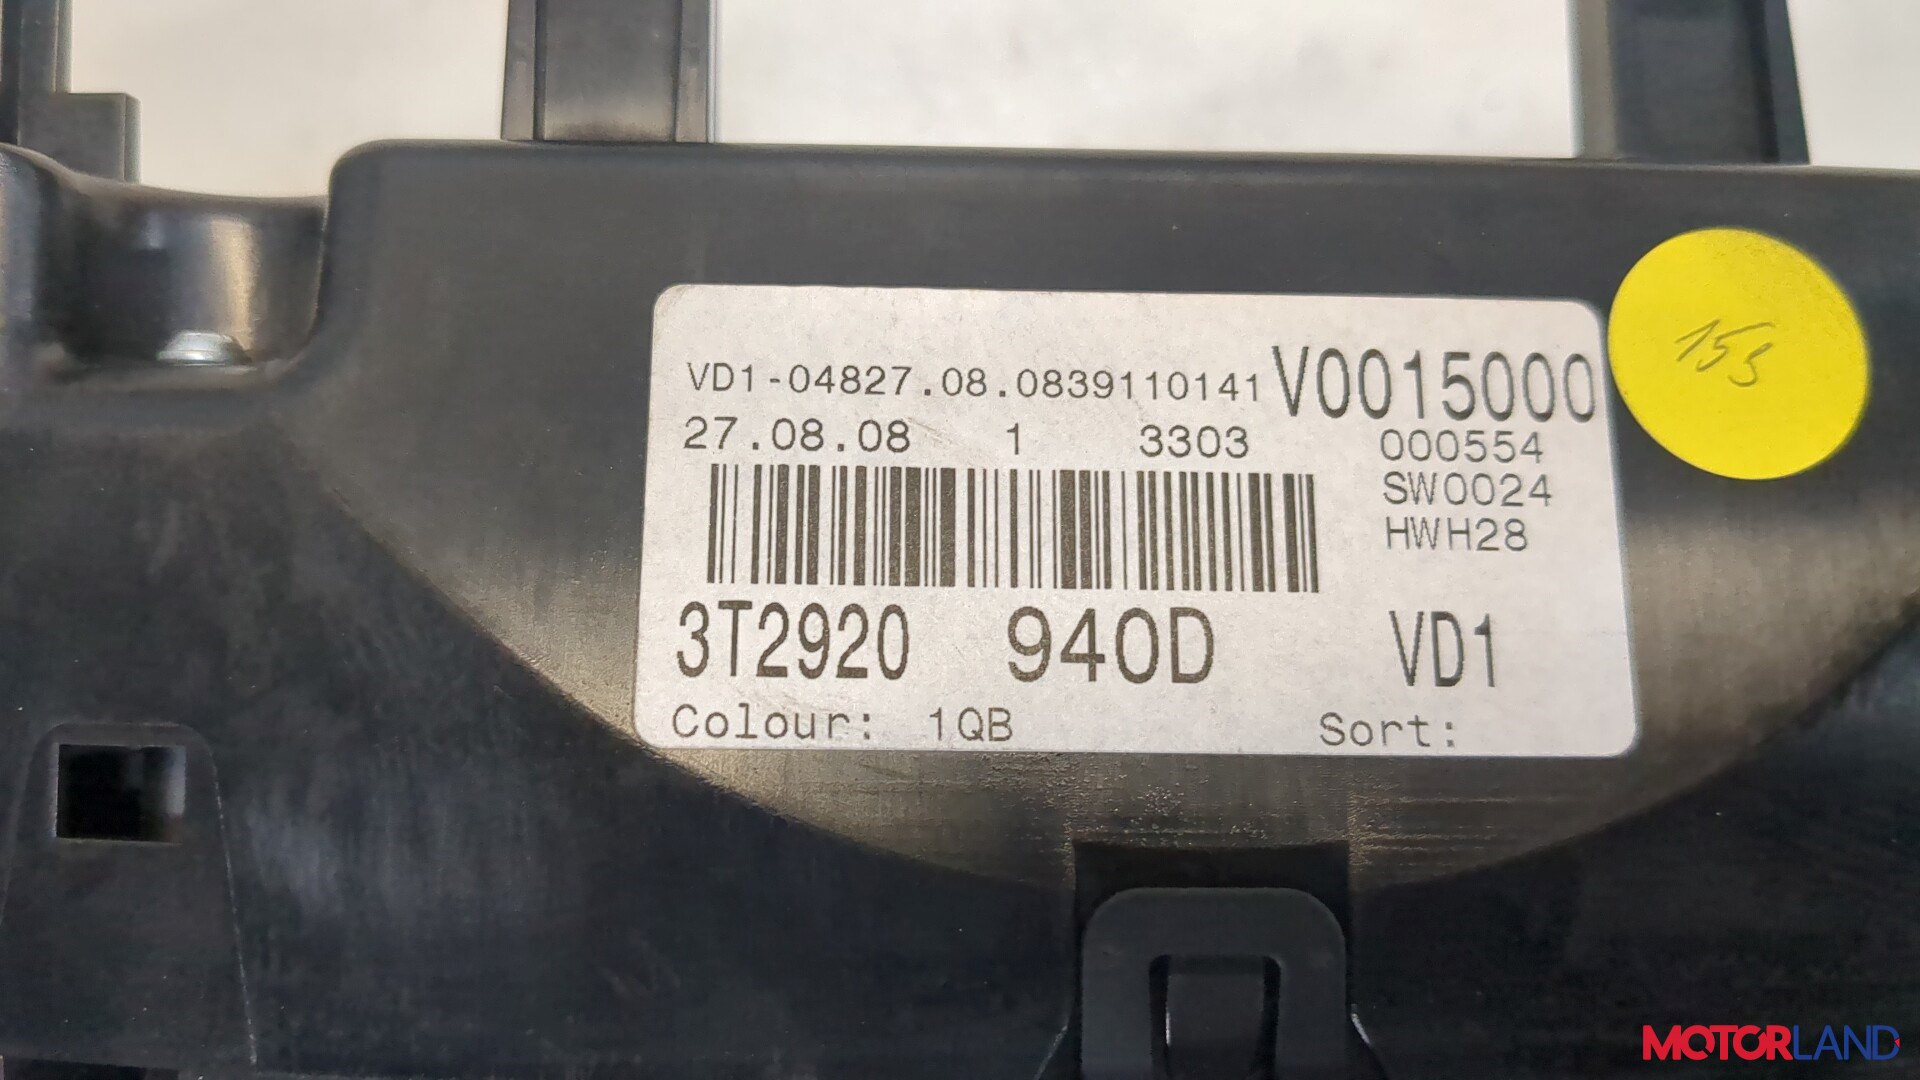 VD1-04827.08.0839110141 V0015000
27.08.08 1 3303 000554
SW0024
HWH28
3T2920 940D VD1
Colour: 1QB Sort:
153
MOTORLAND